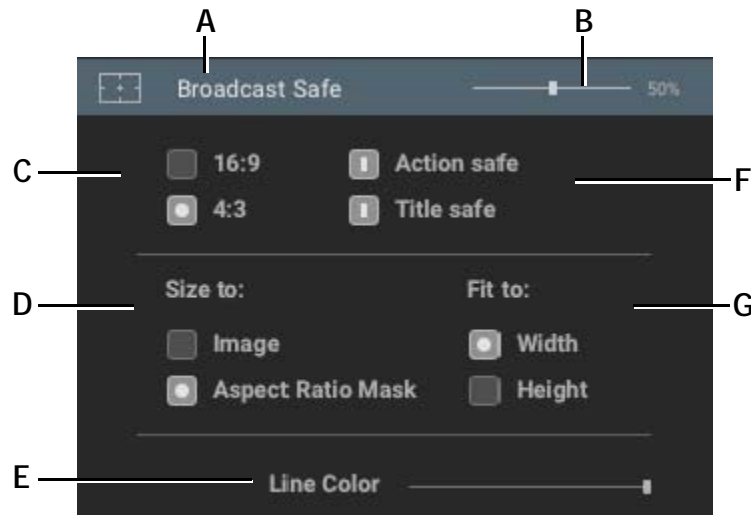 A B
Broadcast Safe 50%
C 16:9 Action safe F
4:3 Title safe
D Size to: Fit to: G
Image Width
Aspect Ratio Mask Height
E Line Color